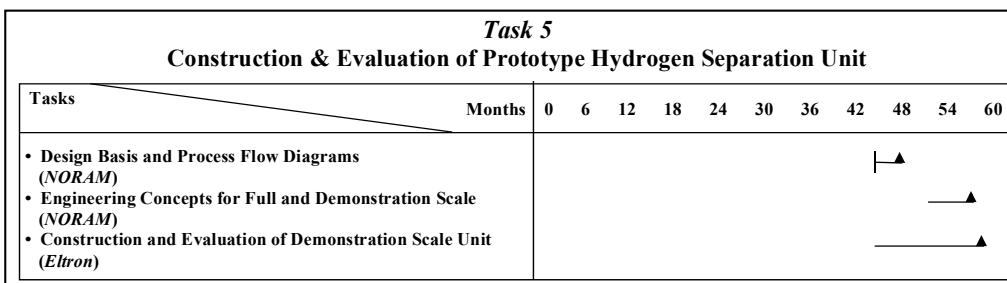 Task 5
Construction & Evaluation of Prototype Hydrogen Separation Unit
Tasks
Months 0 6 12 18 24 30 36 42 48 54 60
• Design Basis and Process Flow Diagrams
(NORAM)
• Engineering Concepts for Full and Demonstration Scale
(NORAM)
• Construction and Evaluation of Demonstration Scale Unit
(Eltron)